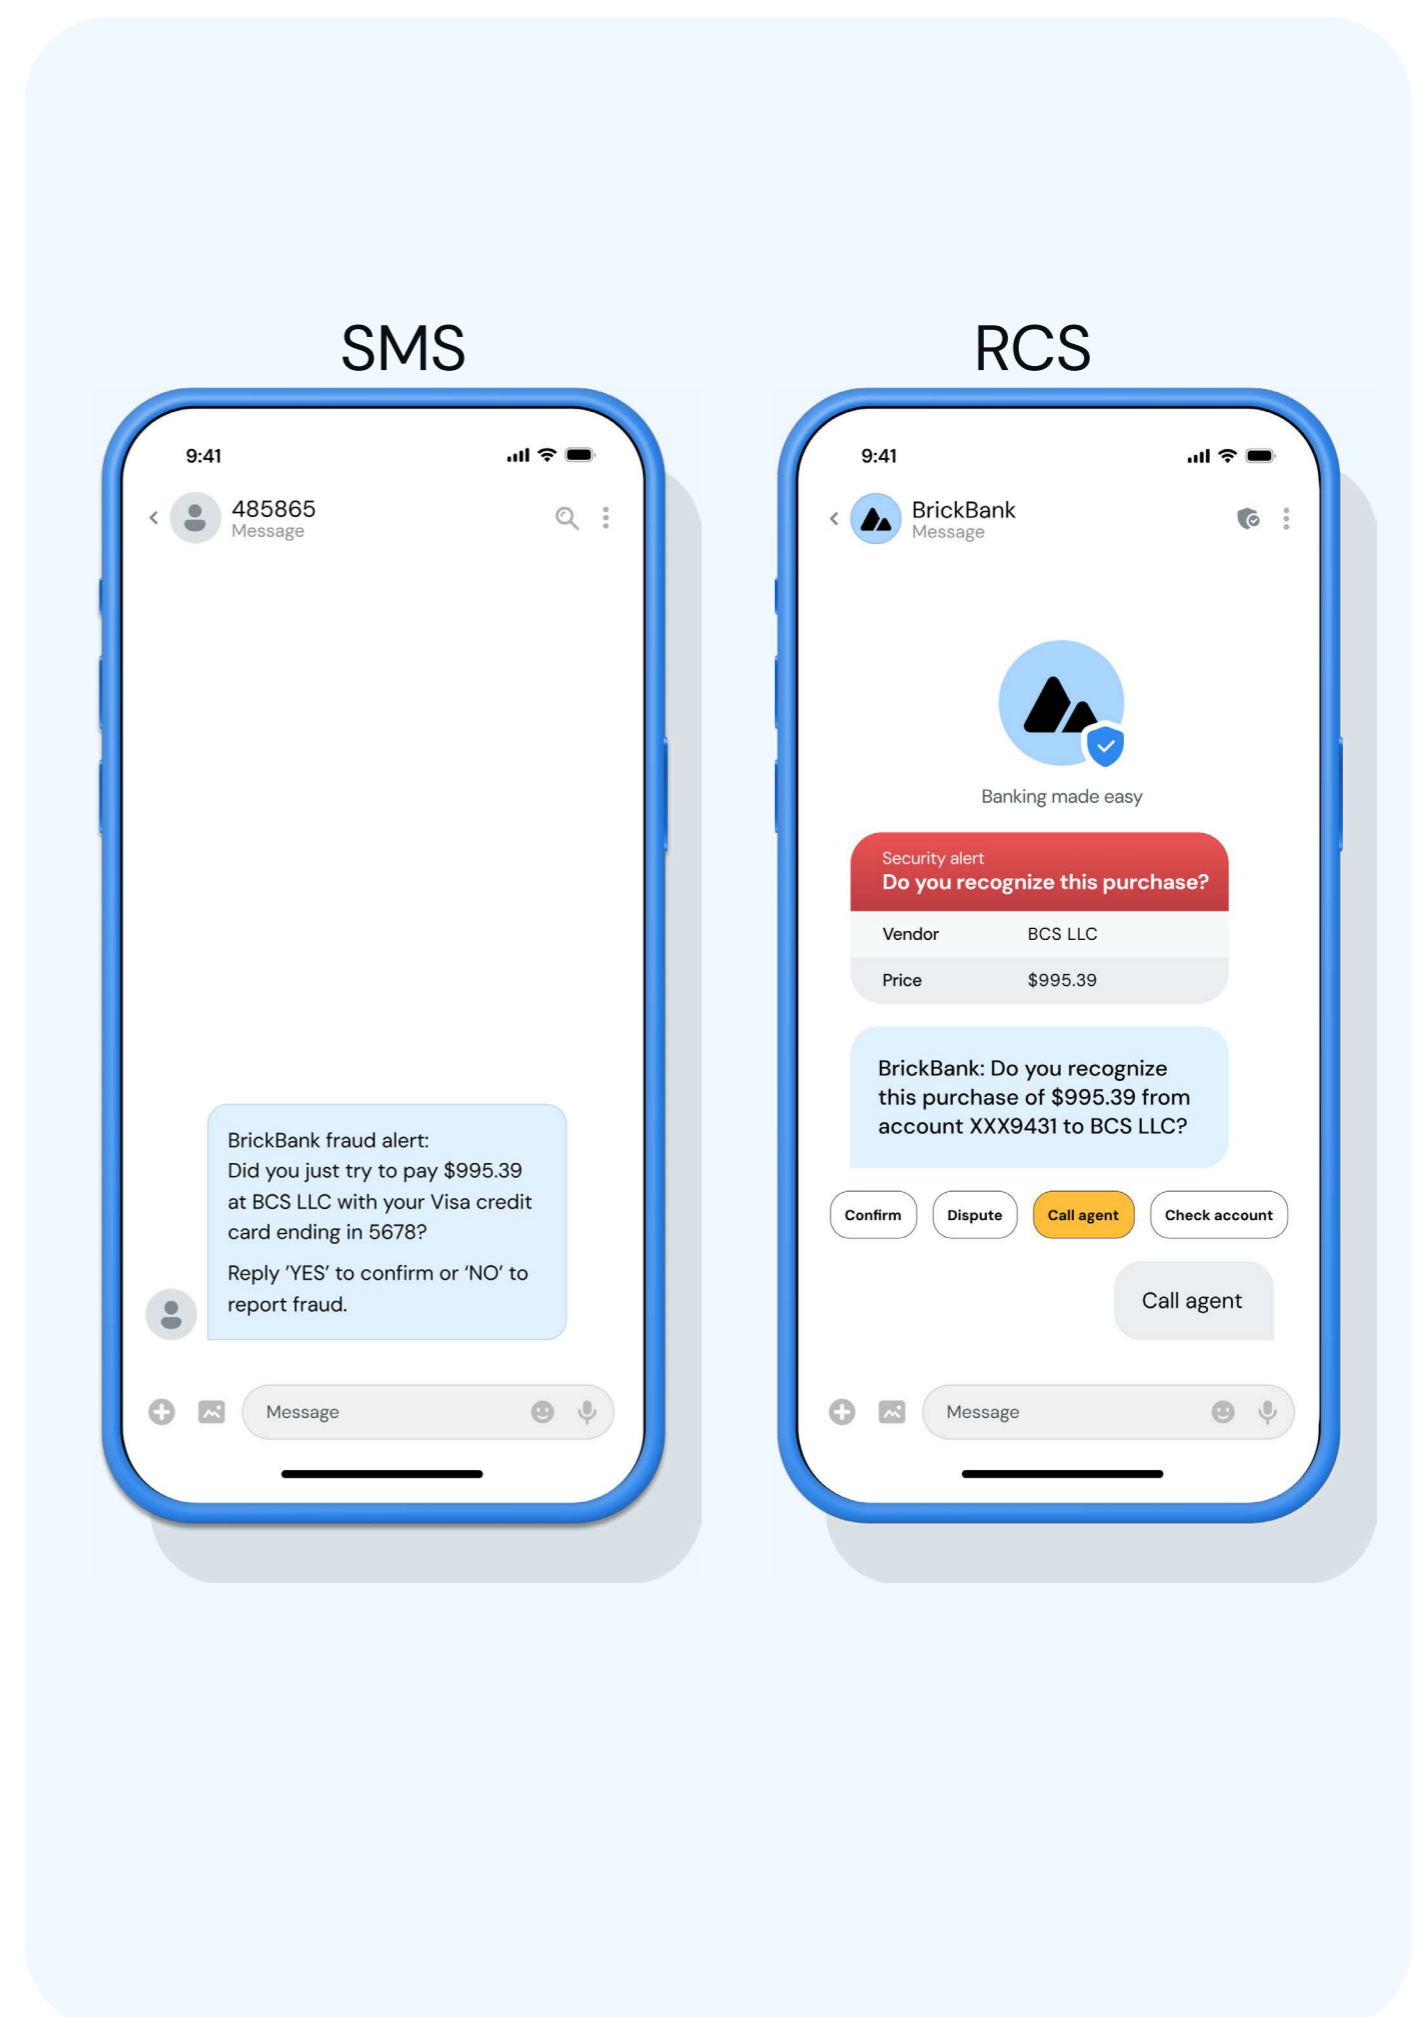 SMS
9:41
485865
Message
BrickBank fraud alert:
Did you just try to pay $995.39
at BCS LLC with your Visa credit
card ending in 5678?
Reply ’YES’ to confirm or ‘NO’ to
report fraud.
Message
RCS
9:41
BrickBank
Message
Banking made easy
Security alert
Do you recognize this purchase?
Vendor BCS LLC
Price $995.39
BrickBank: Do you recognize
this purchase of $995.39 from
account XXX9431 to BCS LLC?
Confirm Dispute Call agent Check account
Call agent
Message